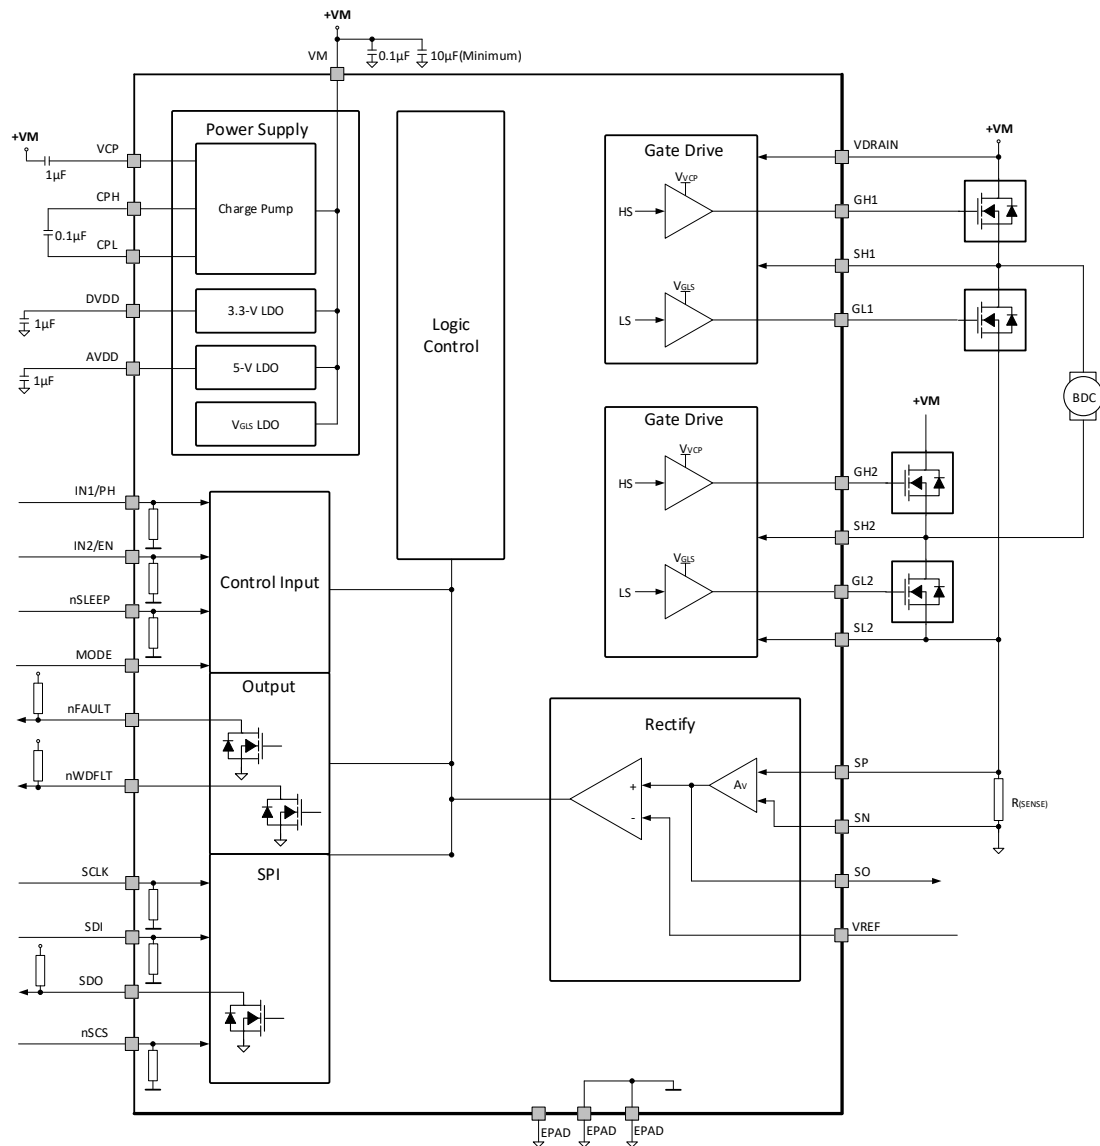 +VM
VM
0.1µF
10µF(Minimum)
Power Supply
+VM
VCP
1µF
CPH
0.1µF
CPL
Charge Pump
DVDD
1µF
3.3-V LDO
AVDD
1µF
5-V LDO
VGLS LDO
Logic
Control
Gate Drive
VVCP
HS
VGLS
LS
VDRAIN
+VM
GH1
SH1
GL1
BDC
Gate Drive
VVCP
HS
VGLS
LS
+VM
GH2
SH2
GL2
SL2
IN1/PH
IN2/EN
nSLEEP
MODE
Control Input
nFAULT
nWDFLT
Output
SCLK
SDI
SDO
nSCS
SPI
Rectify
+
-
AV
SP
SN
R(SENSE)
SO
VREF
EPAD
EPAD
EPAD